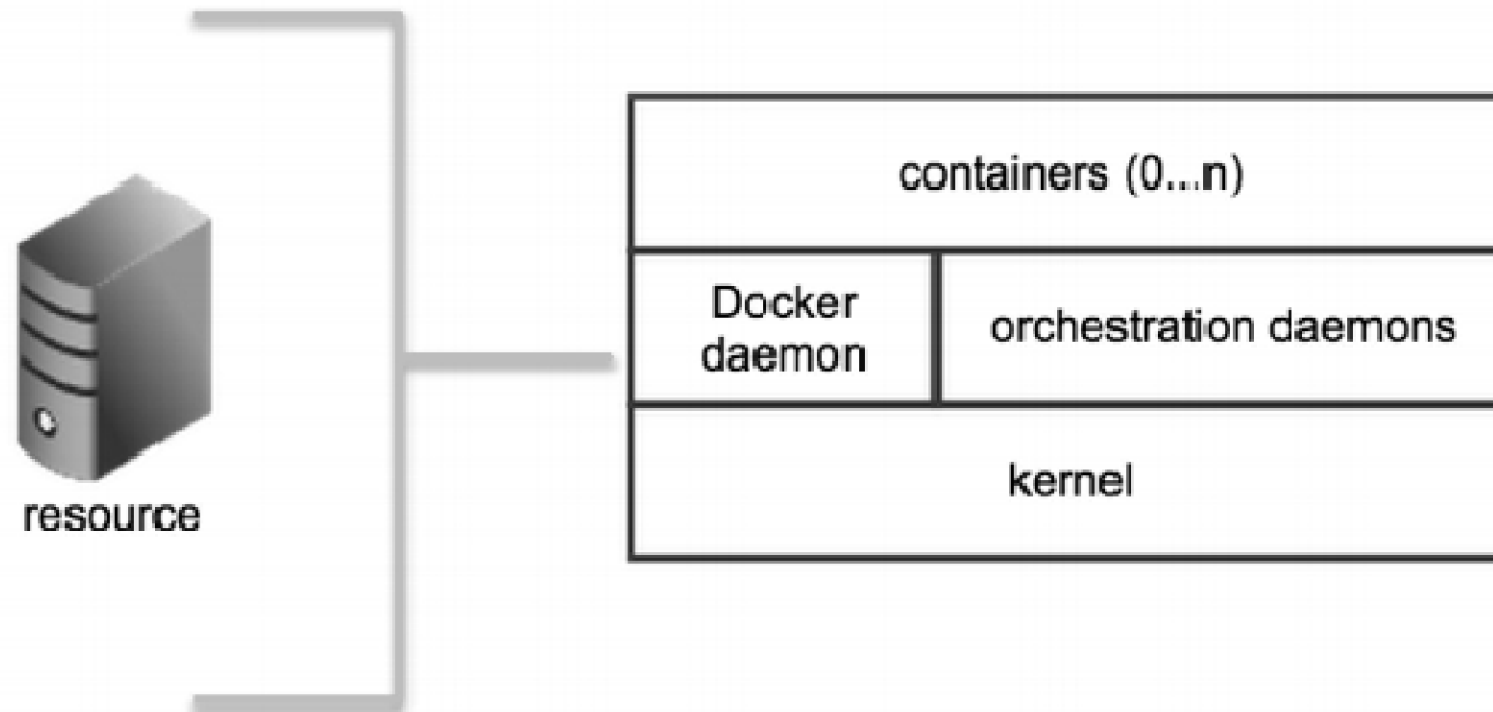 containers (0...n)
Docker
daemon
orchestration daemons
kernel
resource